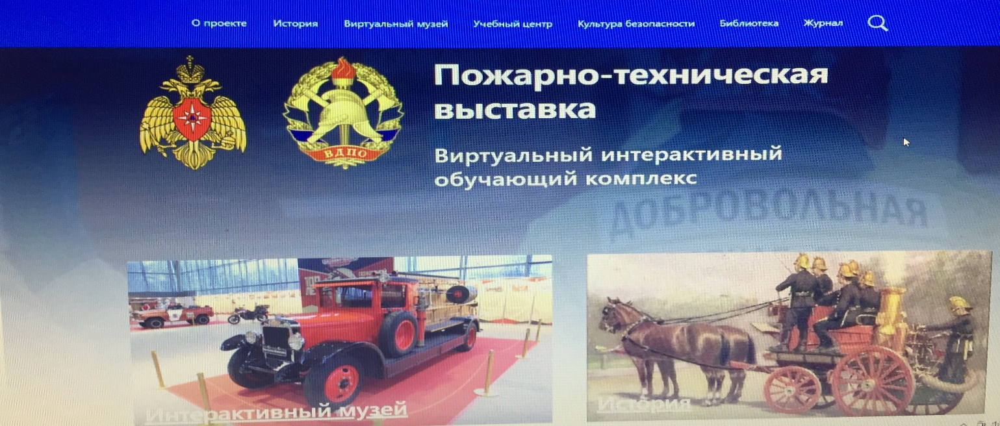 О проекте История Виртуальный музей Учебный центр Культура безопасности Библиотека Журнал
Пожарно-техническая
выставка
ВДПО
Виртуальный интерактивный
обучающий комплекс
ДОБРОВОЛЬНАЯ
Интерактивный музей
История